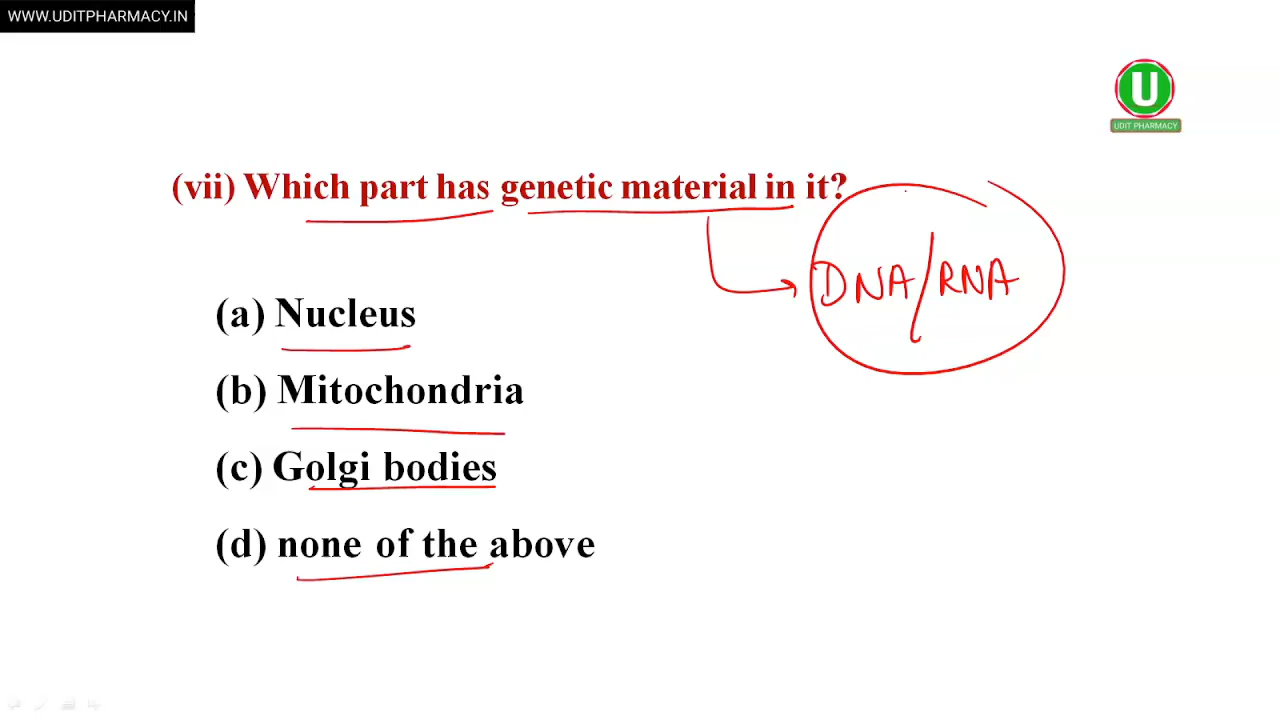 WWW.UDITPHARMACY.IN
U
UDIT PHARMACY
(vii) Which part has genetic material in it?
DNA/RNA
(a) Nucleus
(b) Mitochondria
(c) Golgi bodies
(d) none of the above